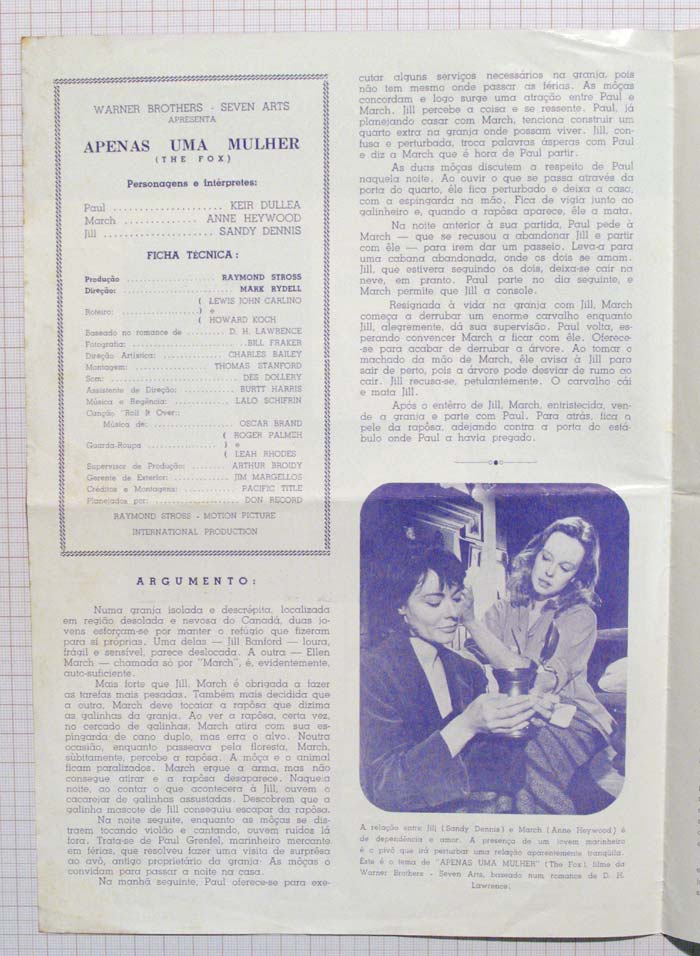 WARNER BROTHERS - SEVEN ARTS
APRESENTA
APENAS UMA MULHER
(THE FOX)
Personagens e intérpretes:
Paul ...................... KEIR DULLEA
March .............. ANNE HEYWOOD
Jill ...................... SANDY DENNIS
FICHA TÉCNICA:
Produção .................. RAYMOND STROSS
Direção: ........................ MARK RYDELL
( LEWIS JOHN CARLINO
Roteiro: .................. ) e
( HOWARD KOCH
Baseado no romance de ......... D. H. LAWRENCE
Fotografia: ........................ BILL FRAKER
Direção Artística: ............ CHARLES BAILEY
Montagem: ................ THOMAS STANFORD
Som: ............................ DES DOLLERY
Assistente de Direção: ......... BURTT HARRIS
Música e Regência: ............ LALO SCHIFRIN
Canção "Roll It Over:
Música de: .................. OSCAR BRAND
( ROGER PALMER
Guarda-Roupa ................ ) e
( LEAH RHODES
Supervisor de Produção: ...... ARTHUR BROIDY
Gerente de Exterior: ............ JIM MARGELLOS
Créditos e Montagens: ............ PACIFIC TITLE
Planejados por: .................. DON RECORD
RAYMOND STROSS - MOTION PICTURE
INTERNATIONAL PRODUCTION
ARGUMENTO:
Numa granja isolada e descrépita, localizada
em região desolada e nevosa do Canadá, duas jo-
vens esforçam-se por manter o refúgio que fizeram
para si próprias. Uma delas — Jill Banford — loura,
frágil e sensível, parece deslocada. A outra — Ellen
March — chamada só por "March", é, evidentemente,
auto-suficiente.
Mais forte que Jill, March é obrigada a fazer
as tarefas mais pesadas. Também mais decidida que
a outra, March deve tocaiar a rapôsa que dizima
as galinhas da granja. Ao ver a rapôsa, certa vez,
no cercado de galinhas, March atira com sua es-
pingarda de cano duplo, mas erra o alvo. Noutra
ocasião, enquanto passeava pela floresta, March,
sùbitamente, percebe a rapôsa. A môça e o animal
ficam paralizados. March ergue a arma, mas não
consegue atirar e a rapôsa desaparece. Naquela
noite, ao contar o que acontecera à Jill, ouvem o
cacarejar de galinhas assustadas. Descobrem que a
galinha mascote de Jill conseguiu escapar da rapôsa.
Na noite seguinte, enquanto as môças se dis-
traem tocando violão e cantando, ouvem ruídos lá
fora. Trata-se de Paul Grenfel, marinheiro mercante
em férias, que resolveu fazer uma visita de surprêsa
ao avô, antigo proprietário da granja. As môças o
convidam para passar a noite na casa.
Na manhã seguinte, Paul oferece-se para exe-
cutar alguns serviços necessários na granja, pois
não tem mesmo onde passar as férias. As môças
concordam e logo surge uma atração entre Paul e
March. Jill percebe a coisa e se ressente. Paul, já
planejando casar com March, tenciona construir um
quarto extra na granja onde possam viver. Jill, con-
fusa e perturbada, troca palavras ásperas com Paul
e diz a March que é hora de Paul partir.
As duas môças discutem a respeito de Paul
naquela noite. Ao ouvir o que se passa através da
porta do quarto, êle fica perturbado e deixa a casa,
com a espingarda na mão. Fica de vigia junto ao
galinheiro e, quando a rapôsa aparece, êle a mata.
Na noite anterior à sua partida, Paul pede à
March — que se recusou a abandonar Jill e partir
com êle — para irem dar um passeio. Leva-a para
uma cabana abandonada, onde os dois se amam.
Jill, que estivera seguindo os dois, deixa-se cair na
neve, em pranto. Paul parte no dia seguinte, e
March permite que Jill a console.
Resignada à vida na granja com Jill, March
começa a derrubar um enorme carvalho enquanto
Jill, alegremente, dá sua supervisão. Paul volta, es-
perando convencer March a ficar com êle. Oferece-
-se para acabar de derrubar a árvore. Ao tomar o
machado da mão de March, êle avisa à Jill para
sair de perto, pois a árvore pode desviar de rumo ao
cair. Jill recusa-se, petulantemente. O carvalho cái
e mata Jill.
Após o entêrro de Jill, March, entristecida, ven-
de a granja e parte com Paul. Para atrás, fica a
pele da rapôsa, adejando contra a porta do está-
bulo onde Paul a havia pregado.
A relação entre Jill (Sandy Dennis) e March (Anne Heywood) é
de dependência e amor. A presença de um jovem marinheiro
é o pivô que irá perturbar uma relação aparentemente tranqüila.
Êste é o tema de "APENAS UMA MULHER" (The Fox), filme da
Warner Brothers - Seven Arts, baseado num romance de D. H.
Lawrence.